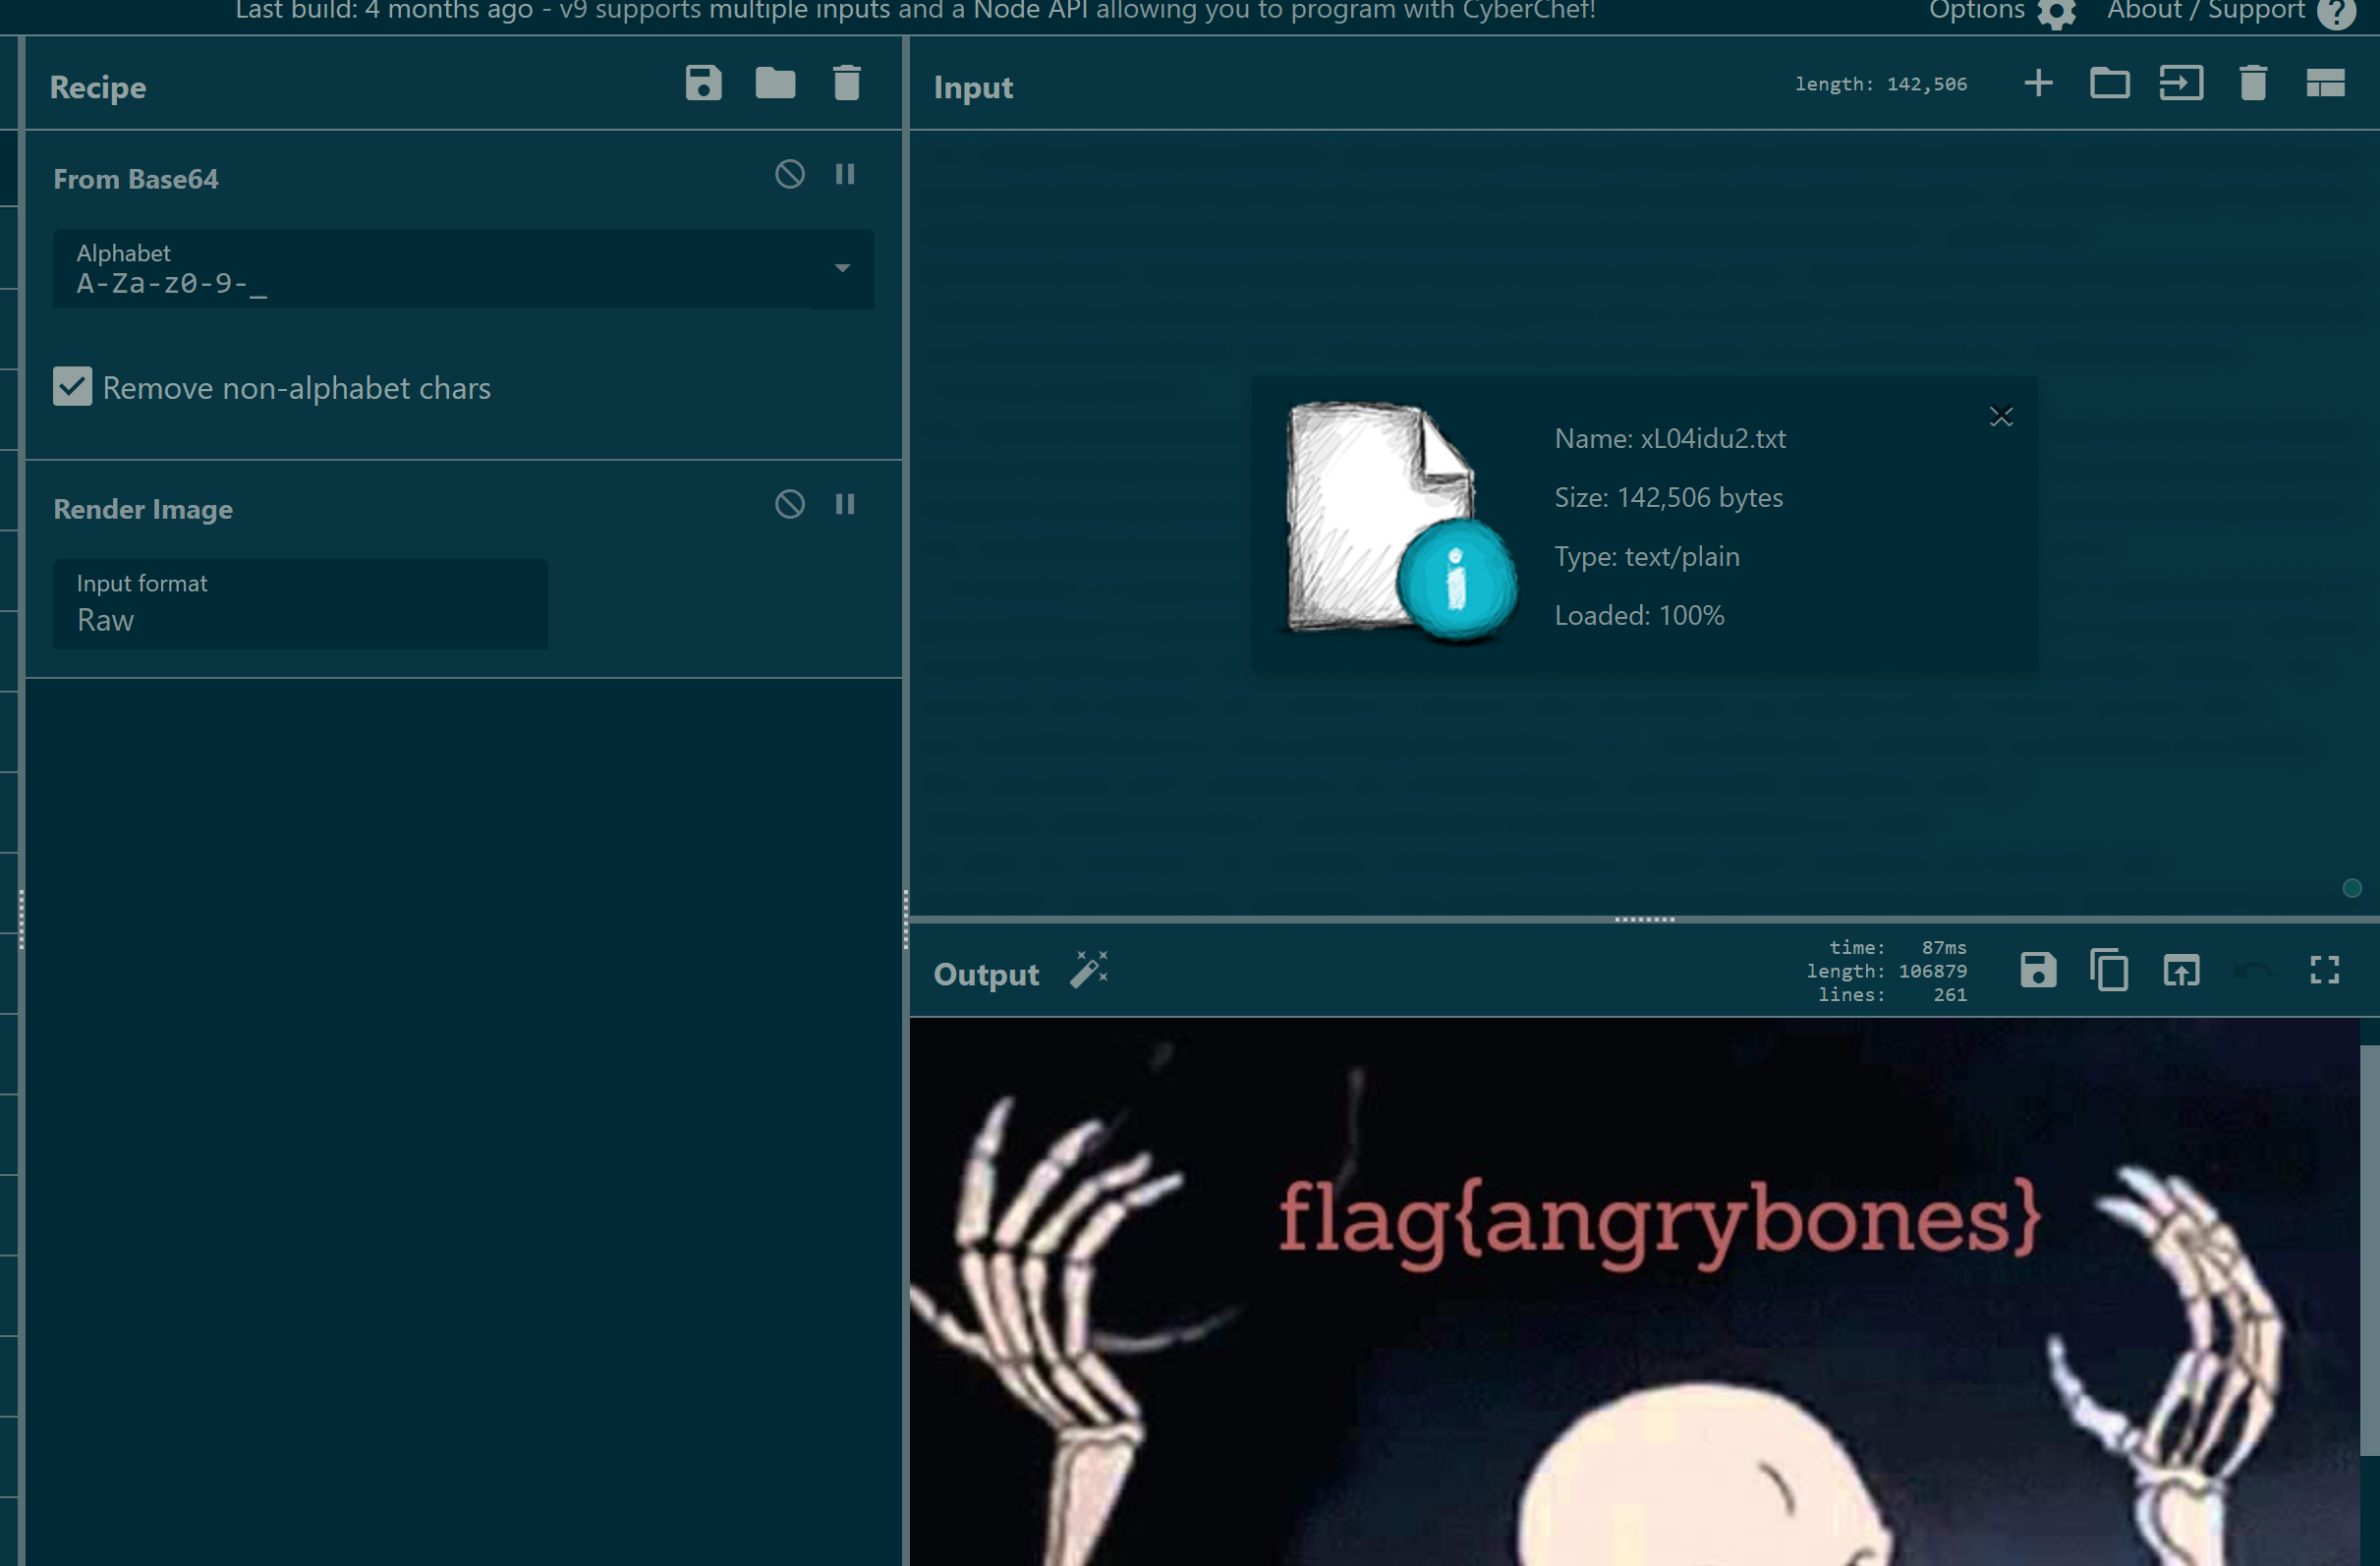 Last build: 4 months ago - v9 supports multiple inputs and a Node API allowing you to program with CyberChef!
Options
About / Support
Recipe
From Base64
Alphabet
A-Za-z0-9-_
Remove non-alphabet chars
Render Image
Input format
Raw
Input
length: 142,506
Name: xL04idu2.txt
Size: 142,506 bytes
Type: text/plain
Loaded: 100%
Output
time: 87ms
length: 106879
lines: 261
flag{angrybones}